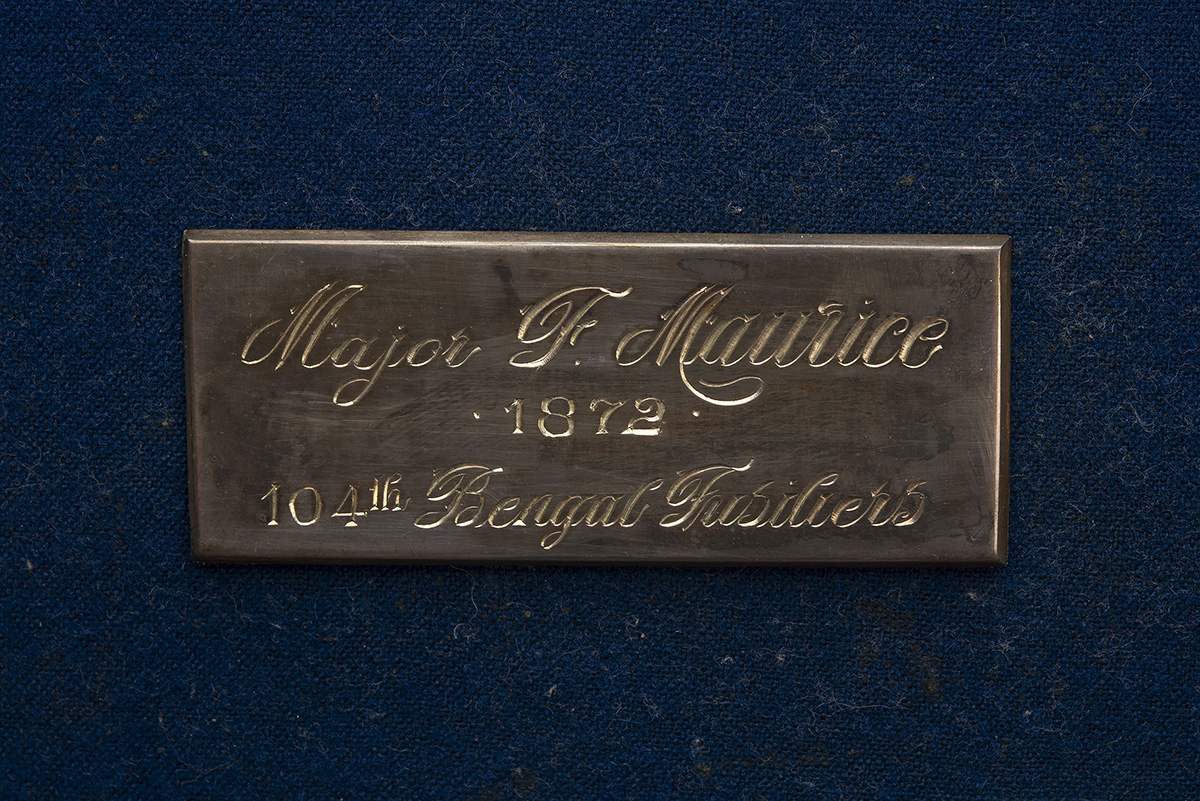 Major F. Maurice
· 1872 ·
104th Bengal Fusiliers